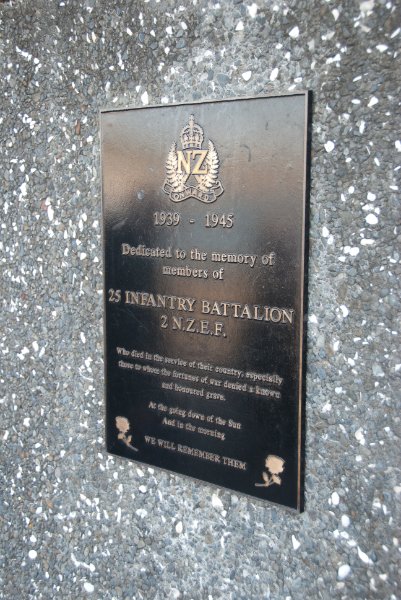 NZ
ONWARD
1939 - 1945
Dedicated to the memory of
members of
25 INFANTRY BATTALION
2 N.Z.E.F.
Who died in the service of their country, especially
those to whom the fortunes of war denied a known
and honoured grave.
At the going down of the Sun
And in the morning
WE WILL REMEMBER THEM